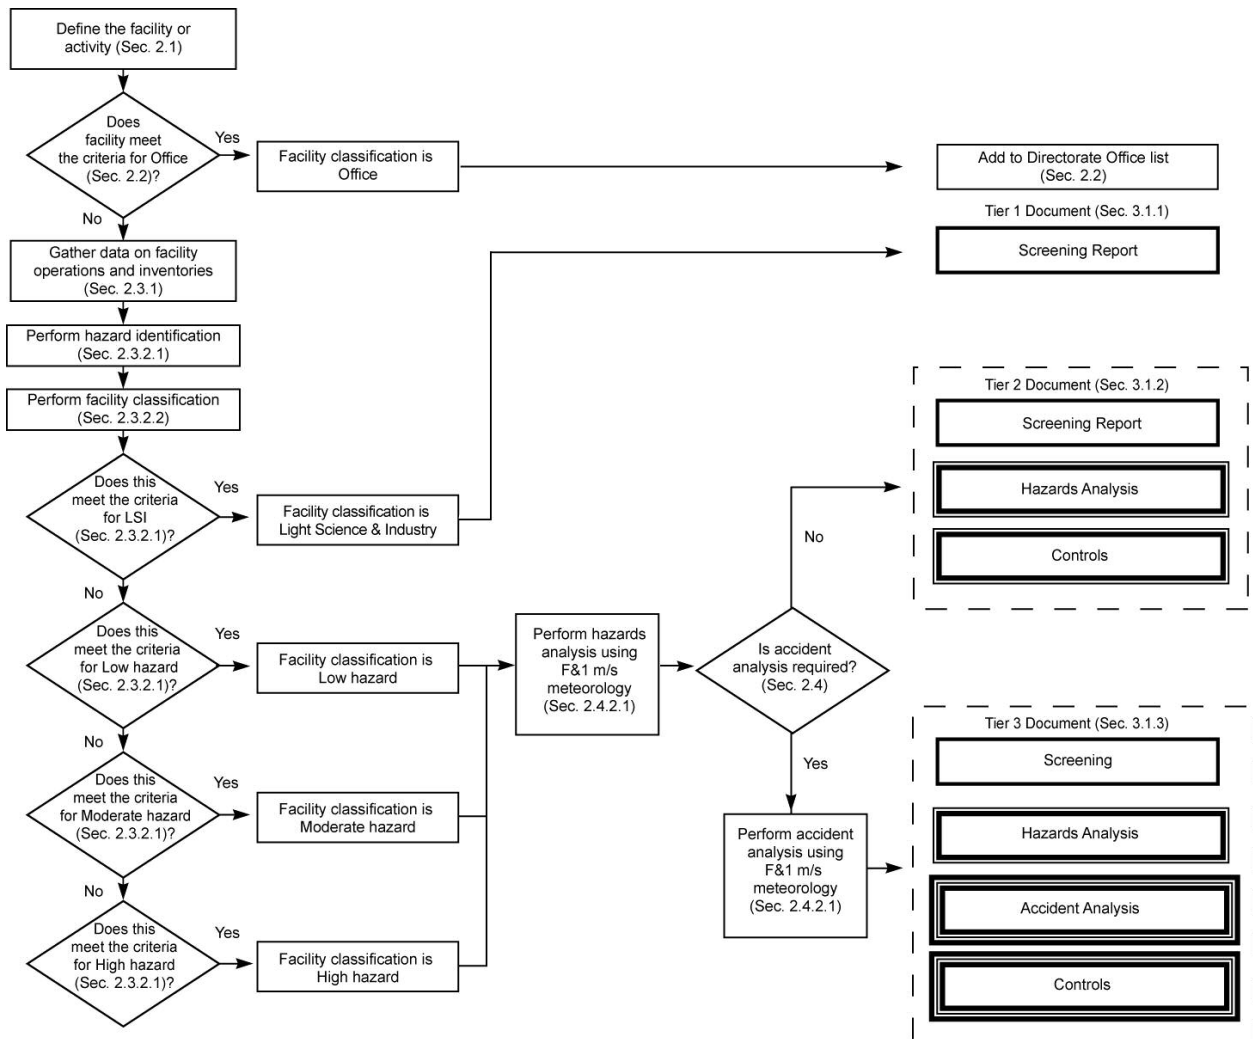 Define the facility or
activity (Sec. 2.1)
Does
facility meet
the criteria for Office
(Sec. 2.2)?
Yes
Facility classification is
Office
Add to Directorate Office list
(Sec. 2.2)
No
Tier 1 Document (Sec. 3.1.1)
Screening Report
Gather data on facility
operations and inventories
(Sec. 2.3.1)
Perform hazard identification
(Sec. 2.3.2.1)
Perform facility classification
(Sec. 2.3.2.2)
Does this
meet the criteria
for LSI
(Sec. 2.3.2.1)?
Yes
Facility classification is
Light Science & Industry
No
Does this
meet the criteria
for Low hazard
(Sec. 2.3.2.1)?
Yes
Facility classification is
Low hazard
No
Does this
meet the criteria
for Moderate hazard
(Sec. 2.3.2.1)?
Yes
Facility classification is
Moderate hazard
No
Does this
meet the criteria
for High hazard
(Sec. 2.3.2.1)?
Yes
Facility classification is
High hazard
Perform hazards
analysis using
F&1 m/s
meteorology
(Sec. 2.4.2.1)
Is accident
analysis required?
(Sec. 2.4)
No
Tier 2 Document (Sec. 3.1.2)
Screening Report
Hazards Analysis
Controls
Yes
Perform accident
analysis using
F&1 m/s
meteorology
(Sec. 2.4.2.1)
Tier 3 Document (Sec. 3.1.3)
Screening
Hazards Analysis
Accident Analysis
Controls